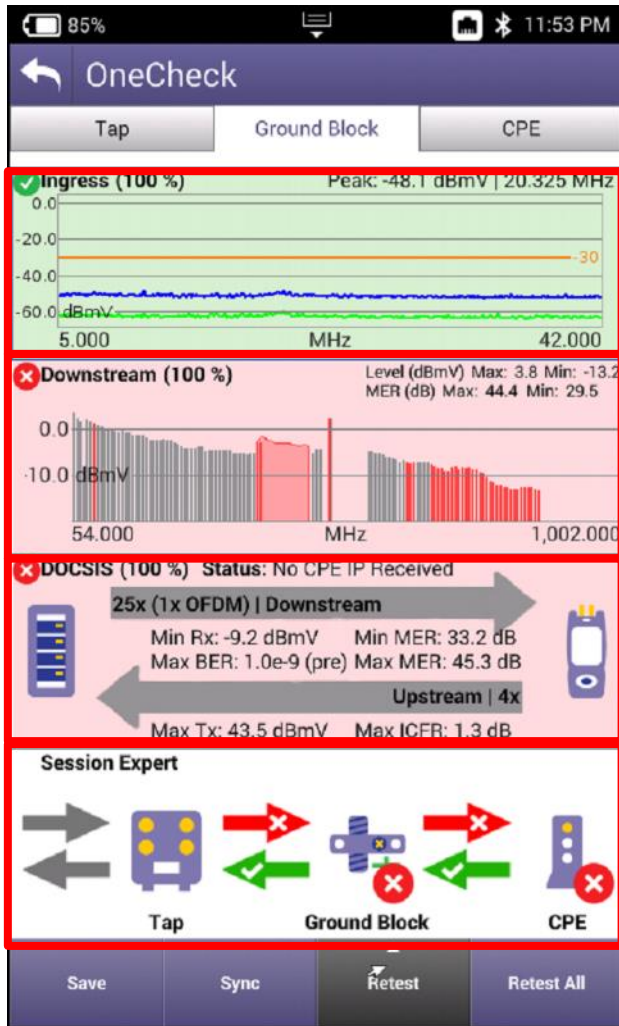 85% 11:53 PM
OneCheck
Tap Ground Block CPE
Ingress (100 %) Peak: -48.1 dBmV | 20.325 MHz
0.0
-20.0
-30
-40.0
-60.0 dBmV
5.000 MHz 42.000
Downstream (100 %) Level (dBmV) Max: 3.8 Min: -13.2
MER (dB) Max: 44.4 Min: 29.5
0.0
-10.0 dBmV
54.000 MHz 1,002.000
DOCSIS (100 %) Status: No CPE IP Received
25x (1x OFDM) | Downstream
Min Rx: -9.2 dBmV Min MER: 33.2 dB
Max BER: 1.0e-9 (pre) Max MER: 45.3 dB
Upstream | 4x
Max Tx: 43.5 dBmV Max ICFR: 1.3 dB
Session Expert
Tap Ground Block CPE
Save Sync Retest Retest All